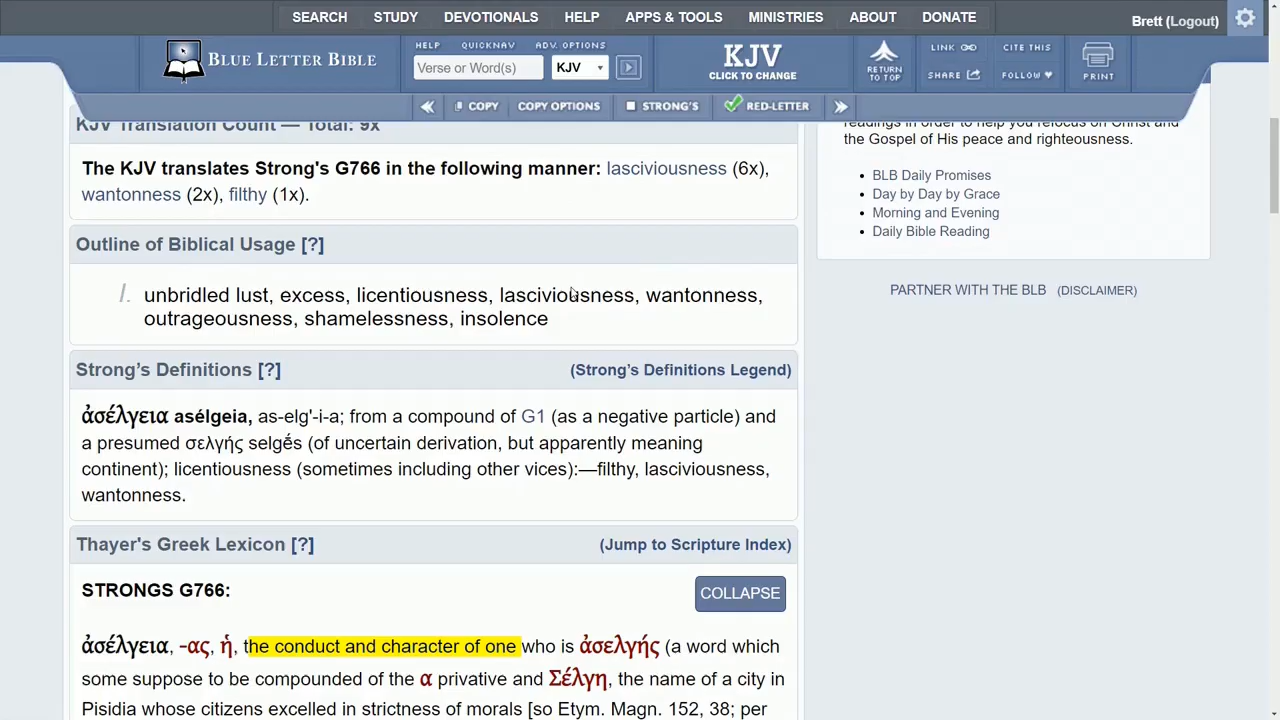 SEARCH STUDY DEVOTIONALS HELP APPS & TOOLS MINISTRIES ABOUT DONATE Brett (Logout)
BLUE LETTER BIBLE
HELP QUICKNAV ADV. OPTIONS
Verse or Word(s) KJV
KJV
CLICK TO CHANGE
RETURN
TO TOP
LINK CITE THIS
SHARE FOLLOW
PRINT
COPY COPY OPTIONS STRONG'S RED-LETTER
KJV Translation Count — Total: 9x
The KJV translates Strong's G766 in the following manner: lasciviousness (6x),
wantonness (2x), filthy (1x).
Outline of Biblical Usage [?]
I. unbridled lust, excess, licentiousness, lasciviousness, wantonness,
outrageousness, shamelessness, insolence
Strong’s Definitions [?] (Strong’s Definitions Legend)
ἀσέλγεια asélgeia, as-elg'-i-a; from a compound of G1 (as a negative particle) and
a presumed σελγής selgḗs (of uncertain derivation, but apparently meaning
continent); licentiousness (sometimes including other vices):—filthy, lasciviousness,
wantonness.
Thayer's Greek Lexicon [?] (Jump to Scripture Index)
STRONGS G766:
COLLAPSE
ἀσέλγεια, -ας, ἡ, the conduct and character of one who is ἀσελγής (a word which
some suppose to be compounded of the α privative and Σέλγη, the name of a city in
Pisidia whose citizens excelled in strictness of morals [so Etym. Magn. 152, 38; per
readings in order to help you refocus on Christ and
the Gospel of His peace and righteousness.
• BLB Daily Promises
• Day by Day by Grace
• Morning and Evening
• Daily Bible Reading
PARTNER WITH THE BLB (DISCLAIMER)